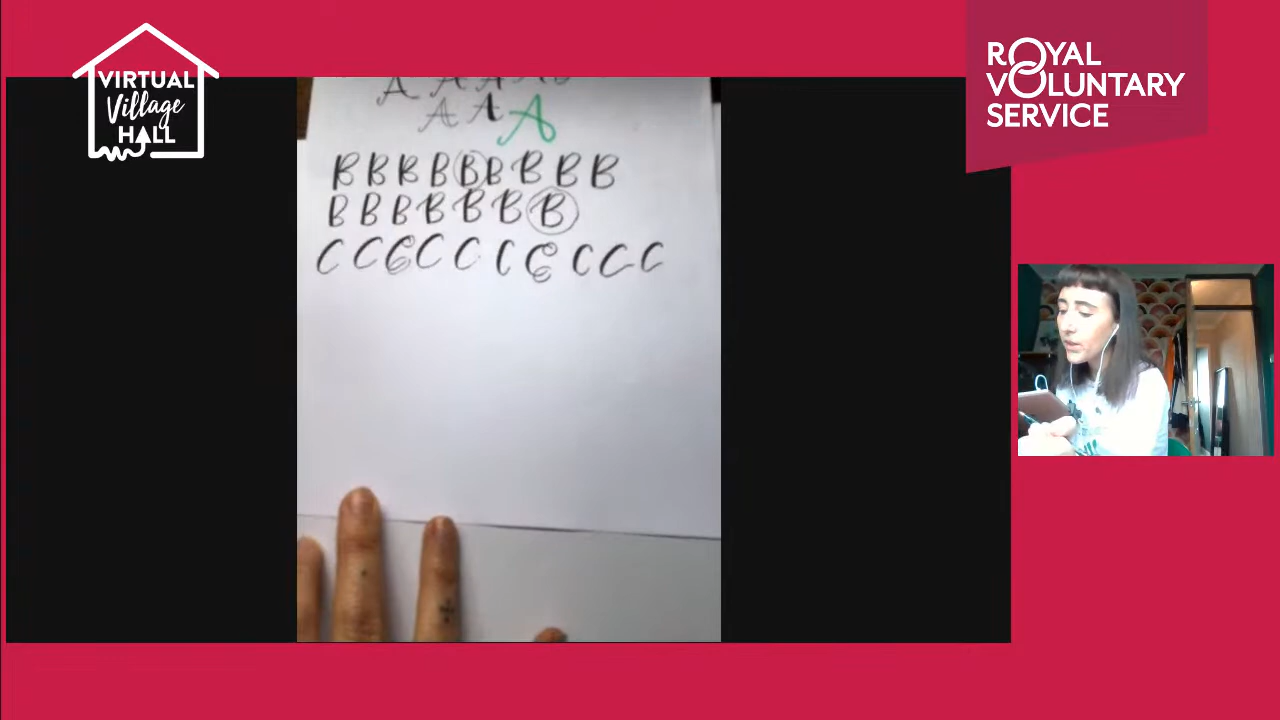 VIRTUAL
Village
HALL
ROYAL
VOLUNTARY
SERVICE
A A A A
A A A
B B B B B B B B B
B B B B B B B
C C C C C C C C C C